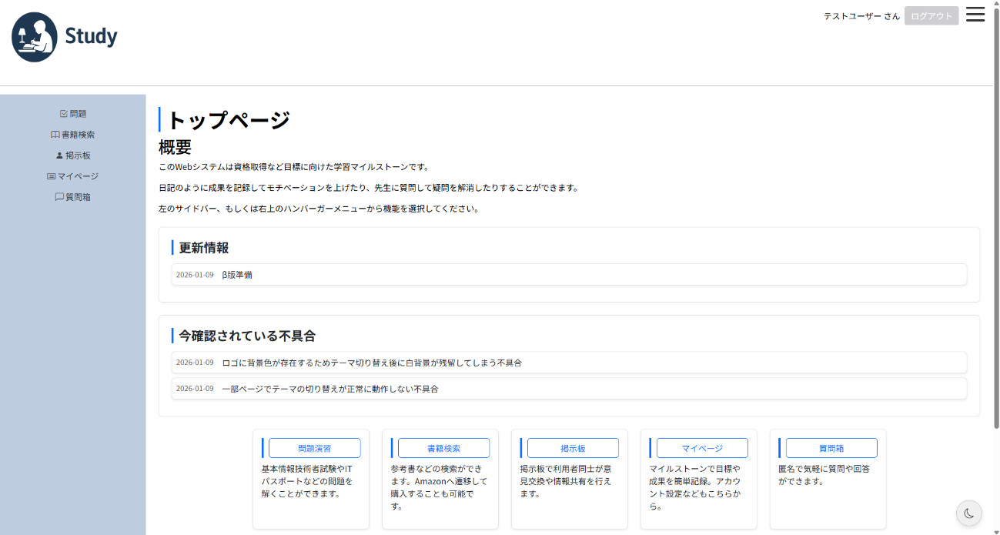 Study
テストユーザー さん
ログアウト
問題
書籍検索
掲示板
マイページ
質問箱
トップページ
概要
このWebシステムは資格取得など目標に向けた学習マイルストーンです。
日記のように成果を記録してモチベーションを上げたり、先生に質問して疑問を解消したりすることができます。
左のサイドバー、もしくは右上のハンバーガーメニューから機能を選択してください。
更新情報
2026-01-09 β版準備
今確認されている不具合
2026-01-09 ロゴに背景色が存在するためテーマ切り替え後に白背景が残留してしまう不具合
2026-01-09 一部ページでテーマの切り替えが正常に動作しない不具合
問題演習
基本情報技術者試験やIT
パスポートなどの問題を
解くことができます。
書籍検索
参考書などの検索ができ
ます。Amazonへ遷移して
購入することも可能で
す。
掲示板
掲示板で利用者同士が意
見交換や情報共有を行え
ます。
マイページ
マイルストーンで目標や
成果を簡単記録。アカウ
ント設定などもこちらか
ら。
質問箱
匿名で気軽に質問や回答
ができます。